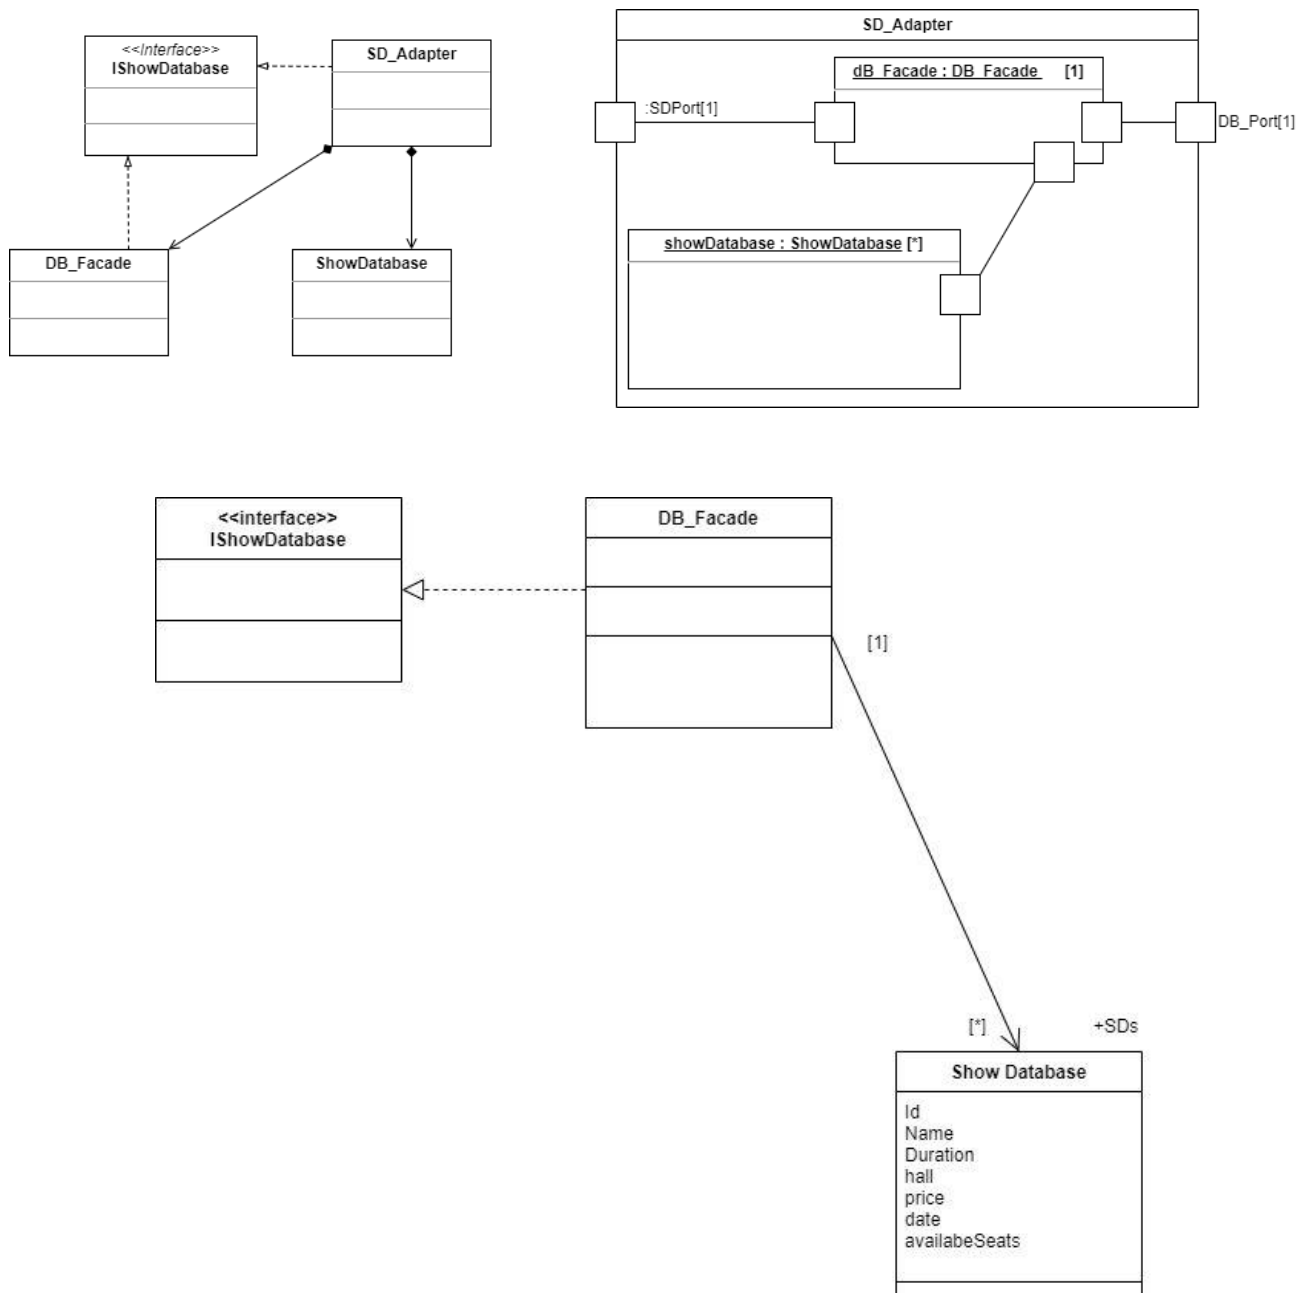 <<Interface>>
IShowDatabase
SD_Adapter
DB_Facade
ShowDatabase
SD_Adapter
dB_Facade : DB_Facade [1]
:SDPort[1]
DB_Port[1]
showDatabase : ShowDatabase [*]
<<interface>>
IShowDatabase
DB_Facade
[1]
[*]
+SDs
Show Database
Id
Name
Duration
hall
price
date
availabeSeats